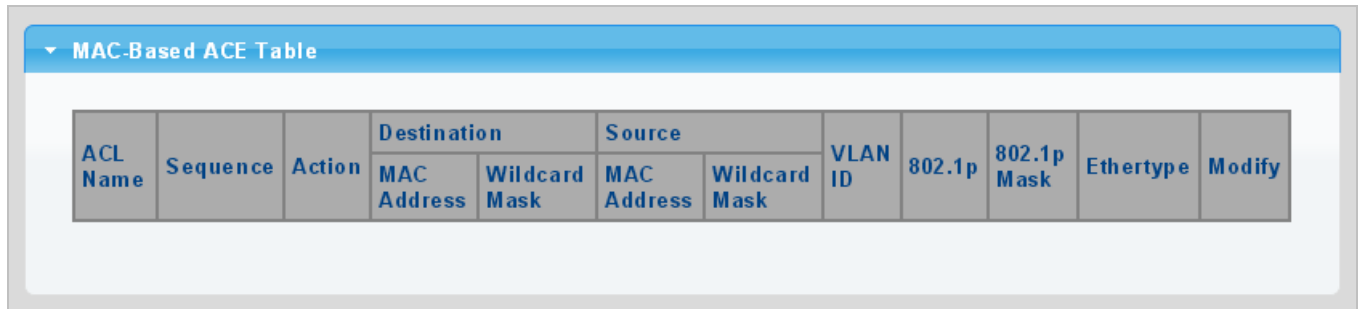 MAC-Based ACE Table
ACL Name
Sequence
Action
Destination
MAC Address
Wildcard Mask
Source
MAC Address
Wildcard Mask
VLAN ID
802.1p
802.1p Mask
Ethertype
Modify